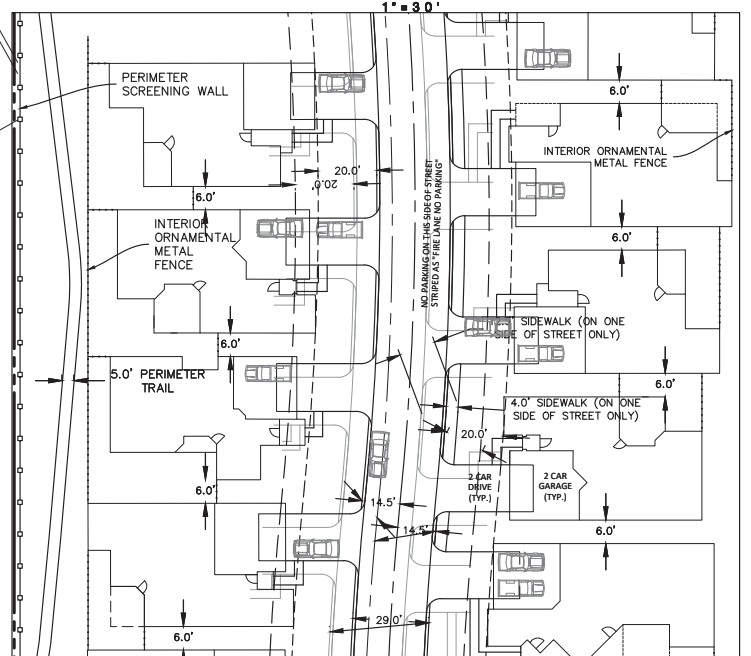 1"=30'
PERIMETER
SCREENING WALL
6.0'
INTERIOR ORNAMENTAL
METAL FENCE
20.0'
20.0'
6.0'
INTERIOR
ORNAMENTAL
METAL
FENCE
NO PARKING ON THIS SIDE OF STREET
STRIPED AS "FIRE LANE NO PARKING"
6.0'
SIDEWALK (ON ONE
SIDE OF STREET ONLY)
6.0'
5.0' PERIMETER
TRAIL
6.0'
4.0' SIDEWALK (ON ONE
SIDE OF STREET ONLY)
20.0'
2 CAR
DRIVE
(TYP.)
2 CAR
GARAGE
(TYP.)
6.0'
14.5'
14.5'
6.0'
29.0'
6.0'